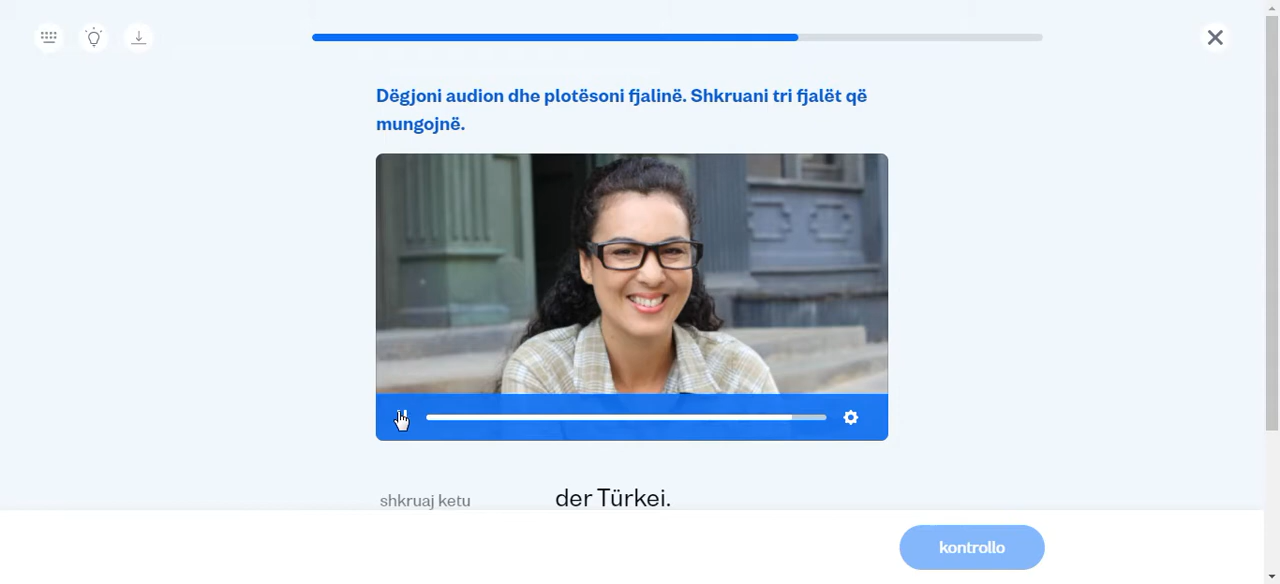 Dëgjoni audion dhe plotësoni fjalinë. Shkruani tri fjalët që
mungojnë.
shkruaj ketu der Türkei.
kontrollo